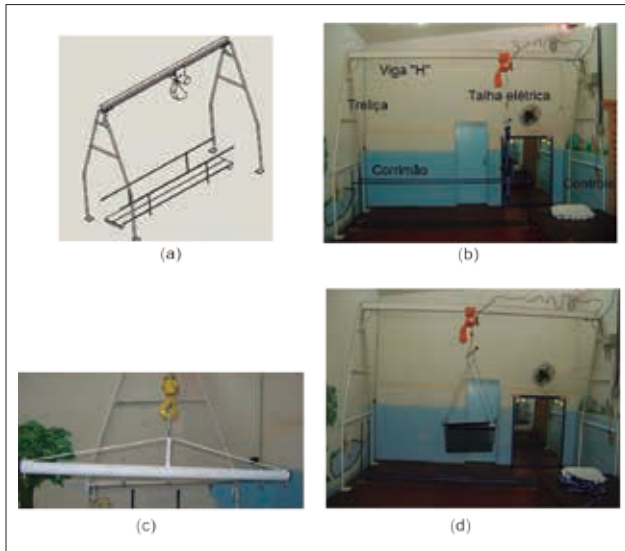 (a)
Viga "H"
Treliça
Talha elétrica
Corrimão
Controle
(b)
(c)
(d)